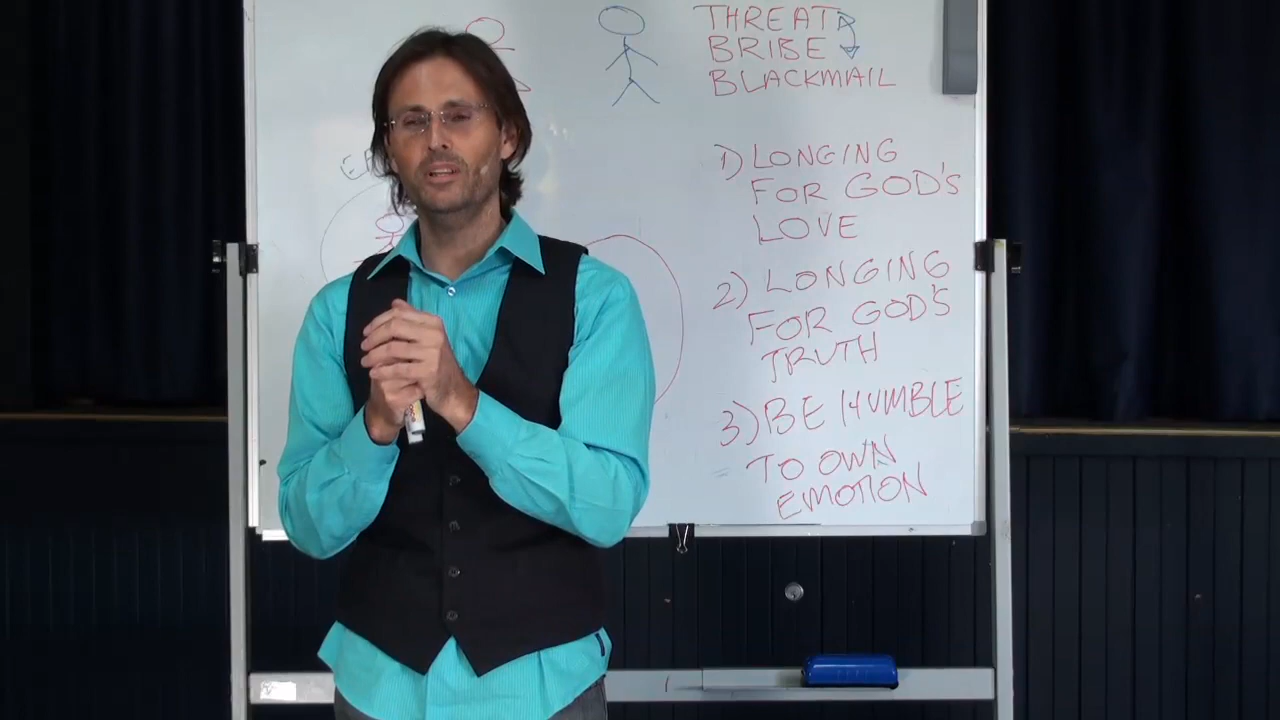 THREAT
BRIBE
BLACKMAIL
1) LONGING
FOR GOD'S
LOVE
2) LONGING
FOR GOD'S
TRUTH
3) BE HUMBLE
TO OWN
EMOTION